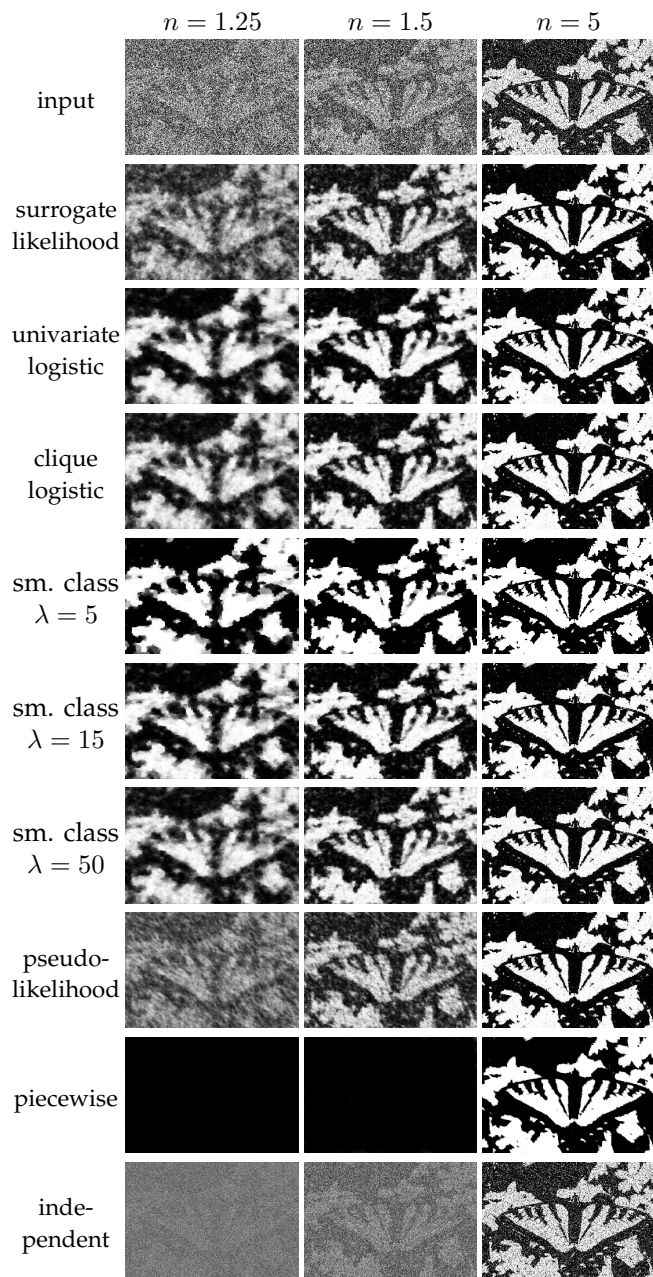 n = 1.25 n = 1.5 n = 5
input
surrogate
likelihood
univariate
logistic
clique
logistic
sm. class
λ = 5
sm. class
λ = 15
sm. class
λ = 50
pseudo-
likelihood
piecewise
inde-
pendent